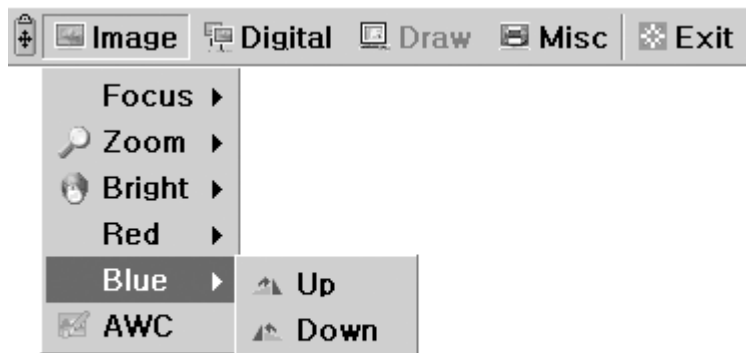 Image Digital Draw Misc Exit
Focus
Zoom
Bright
Red
Blue
Up
AWC
Down